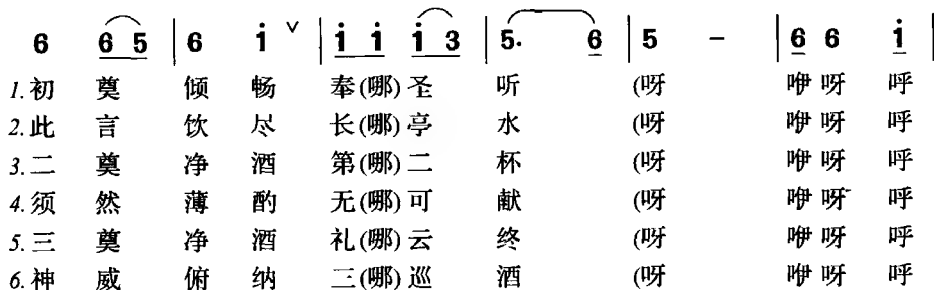 6 6 5 | 6 i ∨ | i i i 3 | 5. 6 | 5 － | 6 6 i |
1.初 奠 倾 畅 奉(哪)圣 听 (呀 咿呀 呼
2.此 言 饮 尽 长(哪)亭 水 (呀 咿呀 呼
3.二 奠 净 酒 第(哪)二 杯 (呀 咿呀 呼
4.须 然 薄 酌 无(哪)可 献 (呀 咿呀 呼
5.三 奠 净 酒 礼(哪)云 终 (呀 咿呀 呼
6.神 威 俯 纳 二(哪)巡 酒 (呀 咿呀 呼